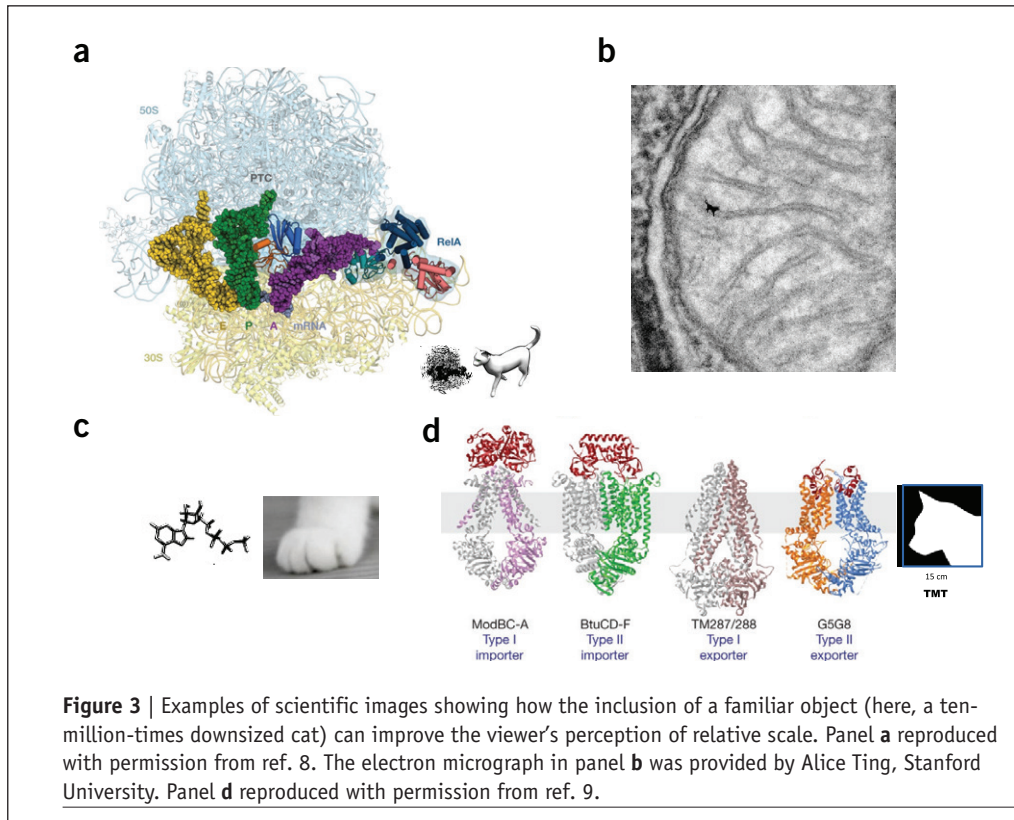 a
b
50S
PTC
RelA
E P A mRNA
30S
c
d
15 cm
TMT
ModBC-A
Type I
importer
BtuCD-F
Type II
importer
TM287/288
Type I
exporter
G5G8
Type II
exporter
Figure 3 | Examples of scientific images showing how the inclusion of a familiar object (here, a ten-
million-times downsized cat) can improve the viewer's perception of relative scale. Panel a reproduced
with permission from ref. 8. The electron micrograph in panel b was provided by Alice Ting, Stanford
University. Panel d reproduced with permission from ref. 9.